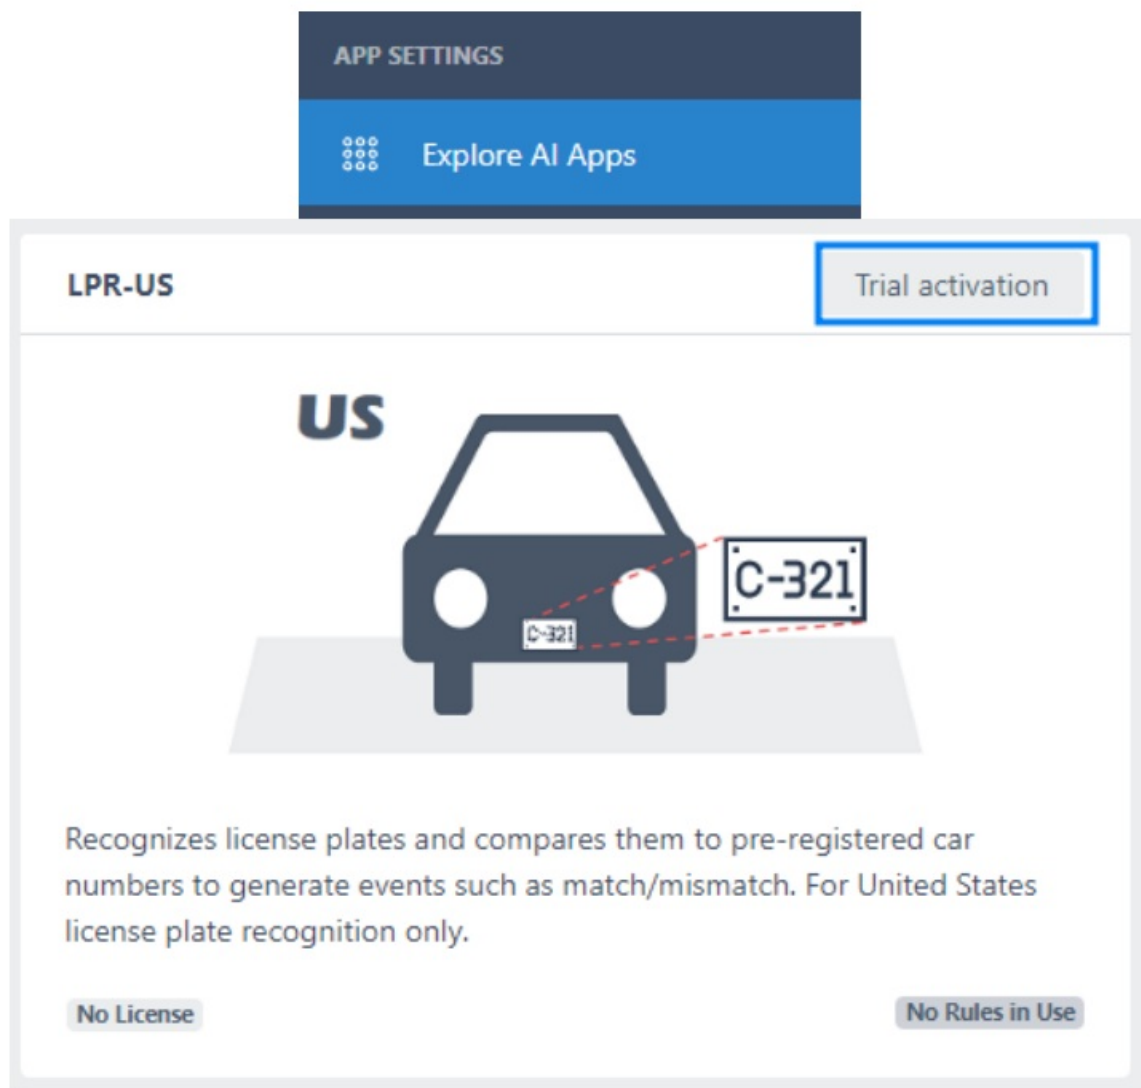 APP SETTINGS
Explore AI Apps
LPR-US
Trial activation
US
C-321
C-321
Recognizes license plates and compares them to pre-registered car
numbers to generate events such as match/mismatch. For United States
license plate recognition only.
No License
No Rules in Use